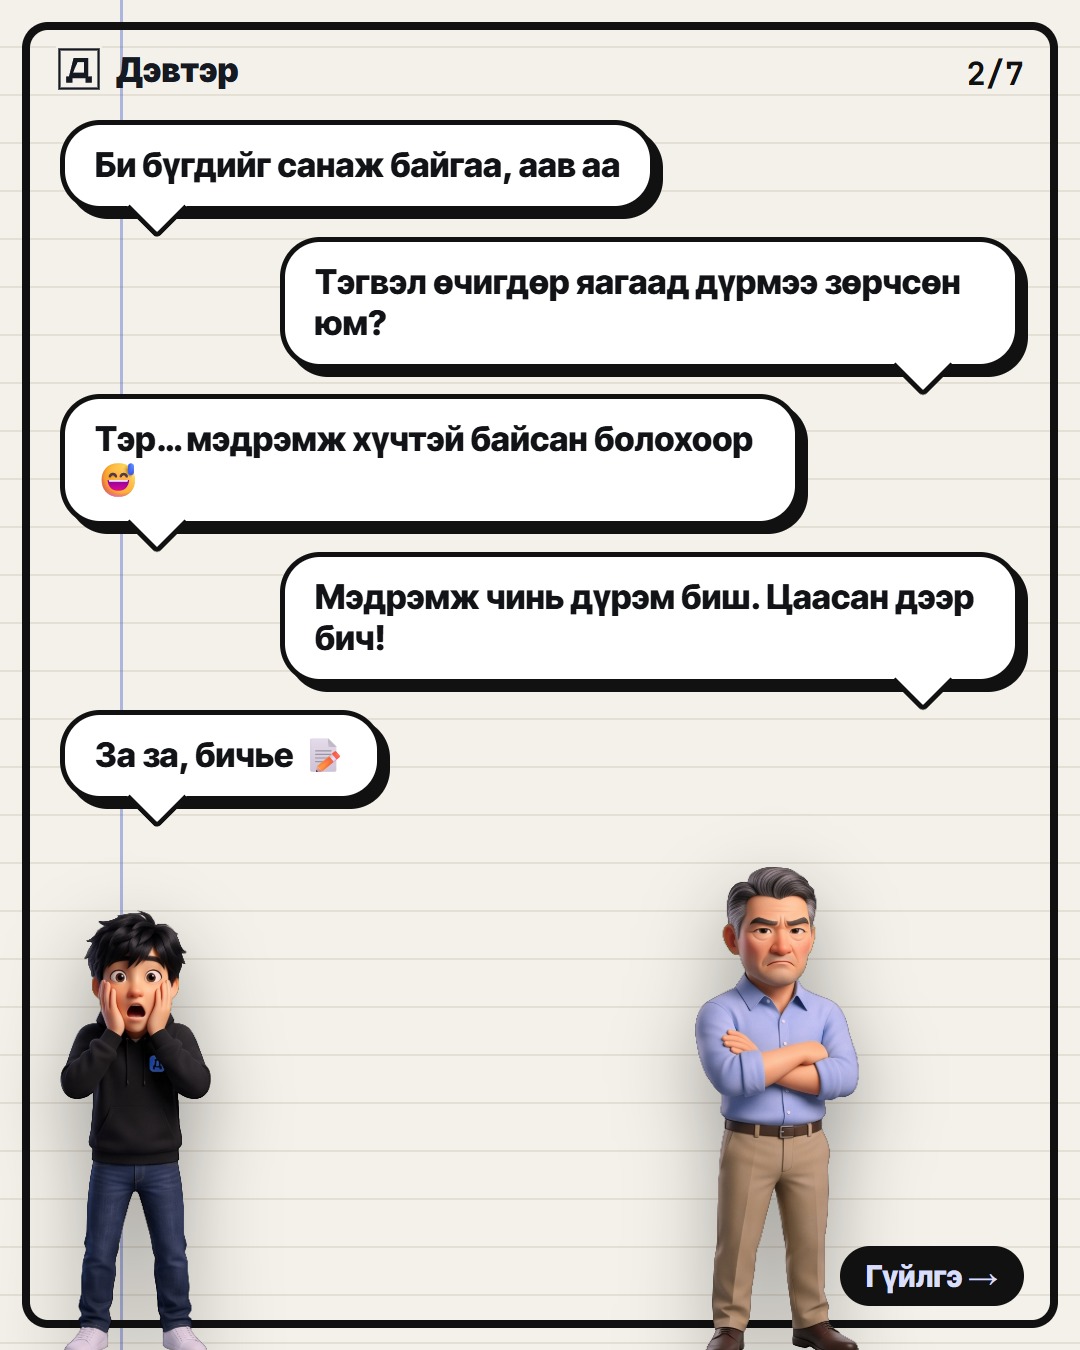 Д Дэвтэр
2/7
Би бүгдийг санаж байгаа, аав аа
Тэгвэл өчигдөр яагаад дүрмээ зөрчсөн
юм?
Тэр... мэдрэмж хүчтэй байсан болохоор
😅
Мэдрэмж чинь дүрэм биш. Цаасан дээр
бич!
За за, бичье 📝
Гүйлгэ →